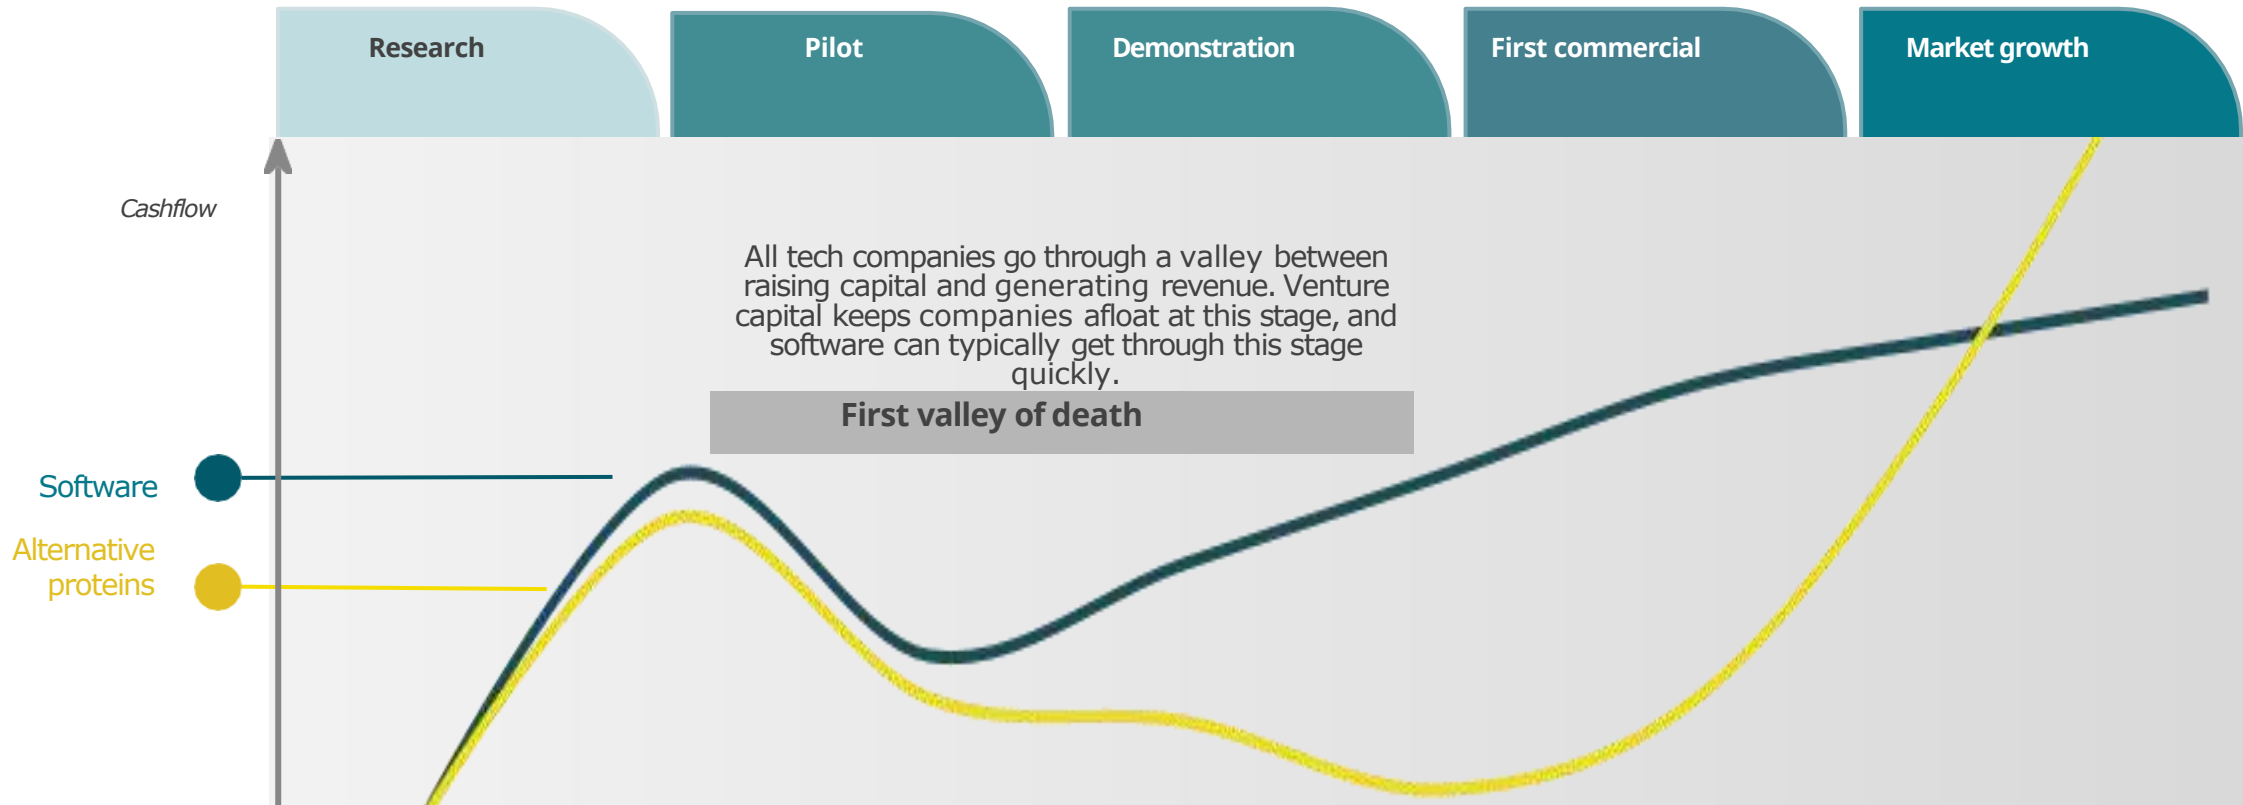 Research
Pilot
Demonstration
First commercial
Market growth
Cashflow
All tech companies go through a valley between
raising capital and generating revenue. Venture
capital keeps companies afloat at this stage, and
software can typically get through this stage
quickly.
First valley of death
Software
Alternative
proteins